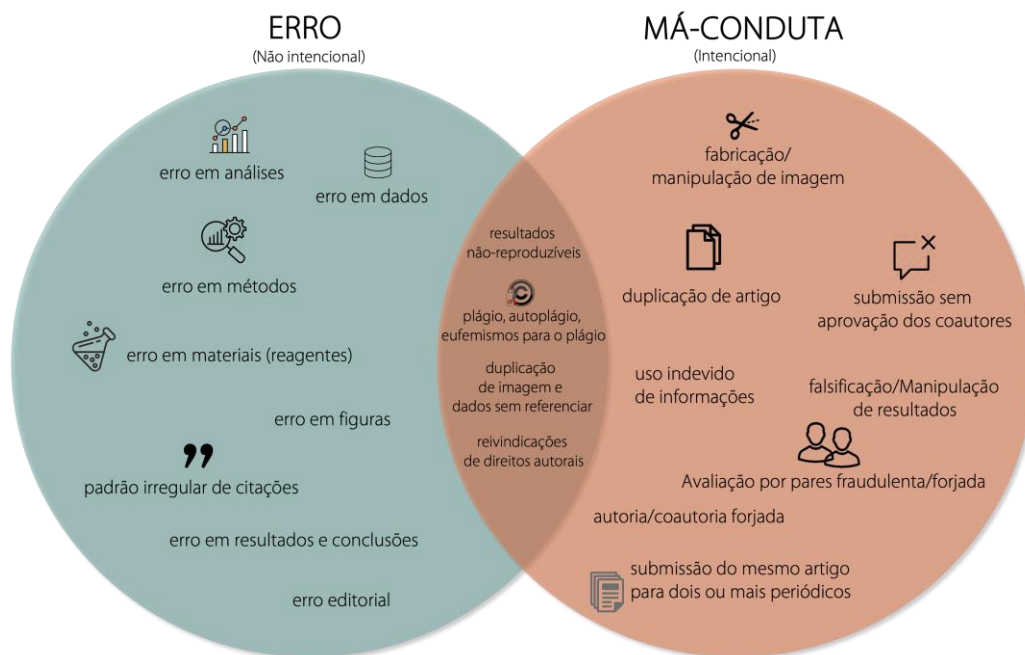 ERRO
(Não intencional)
MÁ-CONDUTA
(Intencional)
erro em análises
erro em dados
erro em métodos
erro em materiais (reagentes)
erro em figuras
padrão irregular de citações
erro em resultados e conclusões
erro editorial
resultados
não-reproduzíveis
C
plágio, autoplágio,
eufemismos para o plágio
duplicação
de imagem e
dados sem referenciar
reivindicações
de direitos autorais
fabricação/
manipulação de imagem
duplicação de artigo
submissão sem
aprovação dos coautores
uso indevido
de informações
falsificação/Manipulação
de resultados
Avaliação por pares fraudulenta/forjada
autoria/coautoria forjada
submissão do mesmo artigo
para dois ou mais periódicos